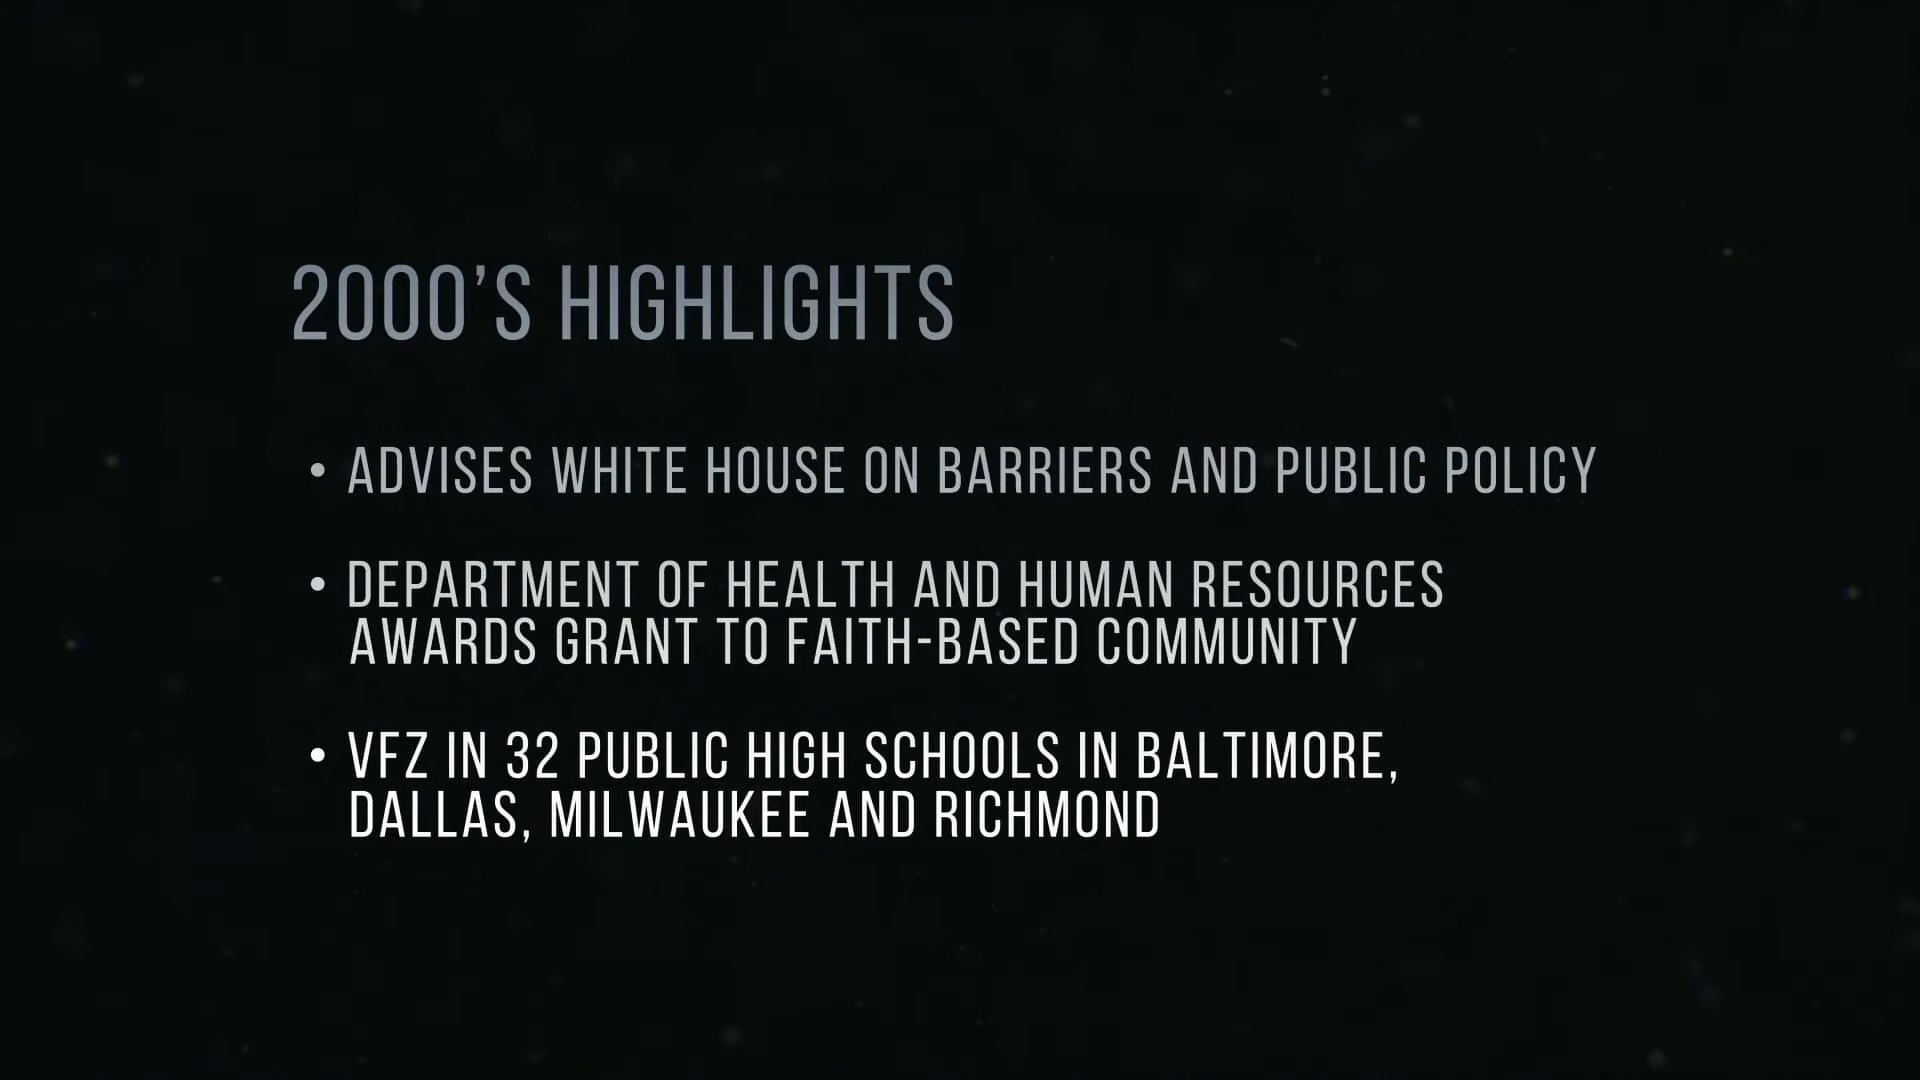 2000'S HIGHLIGHTS
• ADVISES WHITE HOUSE ON BARRIERS AND PUBLIC POLICY
• DEPARTMENT OF HEALTH AND HUMAN RESOURCES
AWARDS GRANT TO FAITH-BASED COMMUNITY
• VFZ IN 32 PUBLIC HIGH SCHOOLS IN BALTIMORE,
DALLAS, MILWAUKEE AND RICHMOND